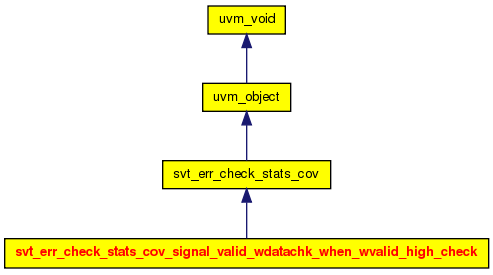 uvm_void
uvm_object
svt_err_check_stats_cov
svt_err_check_stats_cov_signal_valid_wdatachk_when_wvalid_high_check